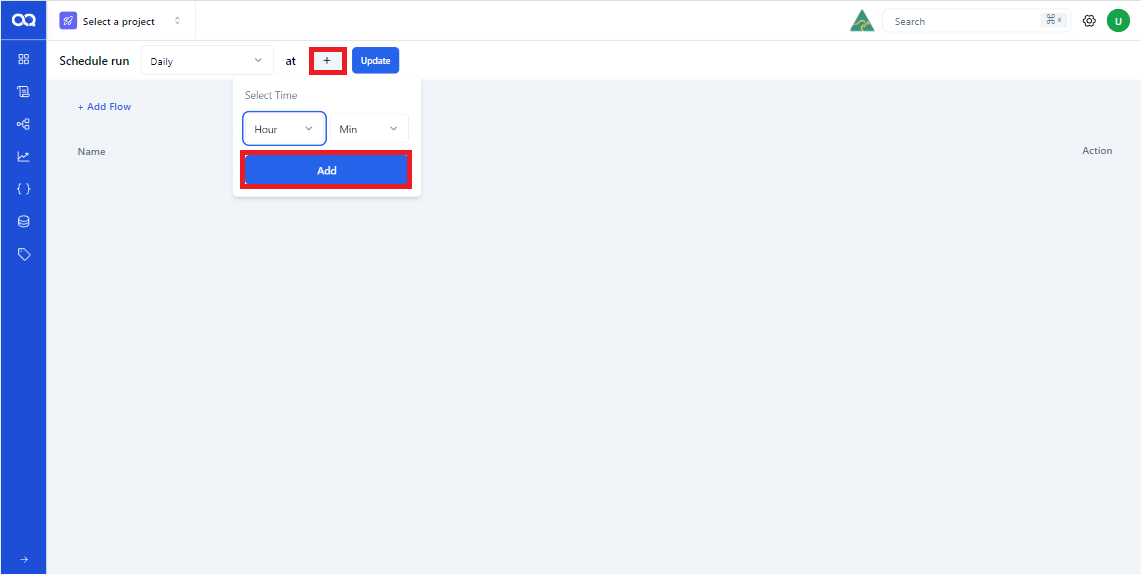 Select a project
Search
⌘ K
U
Schedule run
Daily
at
+
Update
Select Time
Hour
Min
Add
+ Add Flow
Name
Action